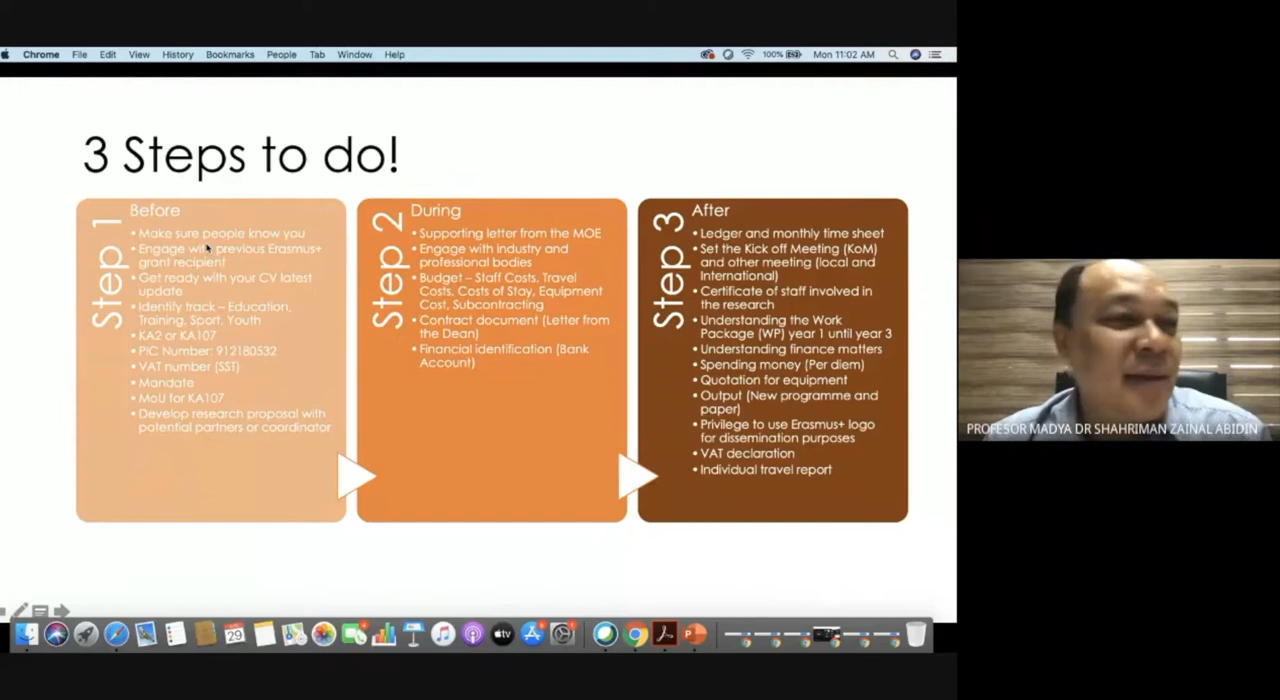 Chrome File Edit View History Bookmarks People Tab Window Help
100% Mon 11:02 AM
3 Steps to do!
Step 1
Before
• Make sure people know you
• Engage with previous Erasmus+
grant recipient
• Get ready with your CV latest
update
• Identify track – Education,
Training, Sport, Youth
• KA2 or KA107
• PIC Number: 912180532
• VAT number (SST)
• Mandate
• MoU for KA107
• Develop research proposal with
potential partners or coordinator
Step 2
During
• Supporting letter from the MOE
• Engage with industry and
professional bodies
• Budget – Staff Costs, Travel
Costs, Costs of Stay, Equipment
Cost, Subcontracting
• Contract document (Letter from
the Dean)
• Financial identification (Bank
Account)
Step 3
After
• Ledger and monthly time sheet
• Set the Kick off Meeting (KoM)
and other meeting (local and
International)
• Certificate of staff involved in
the research
• Understanding the Work
Package (WP) year 1 until year 3
• Understanding finance matters
• Spending money (Per diem)
• Quotation for equipment
• Output (New programme and
paper)
• Privilege to use Erasmus+ logo
for dissemination purposes
• VAT declaration
• Individual travel report
PROFESOR MADYA DR SHAHRIMAN ZAINAL ABIDIN
29
tv